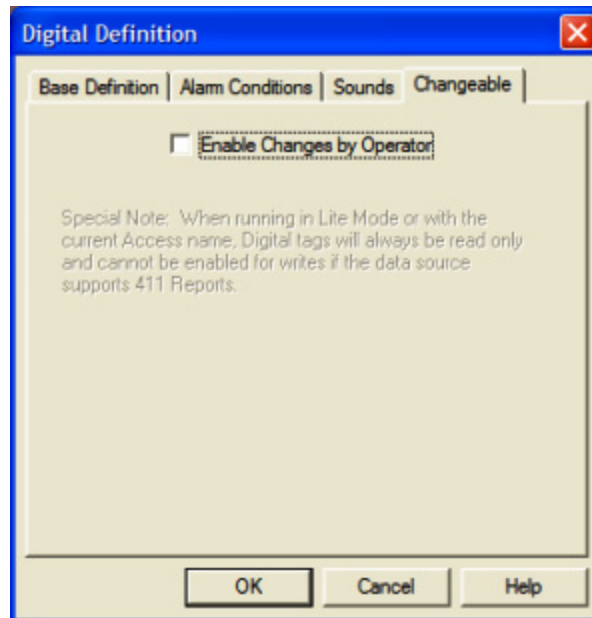 Digital Definition
Base Definition Alarm Conditions Sounds Changeable
Enable Changes by Operator
Special Note: When running in Lite Mode or with the
current Access name, Digital tags will always be read only
and cannot be enabled for writes if the data source
supports 411 Reports.
OK Cancel Help